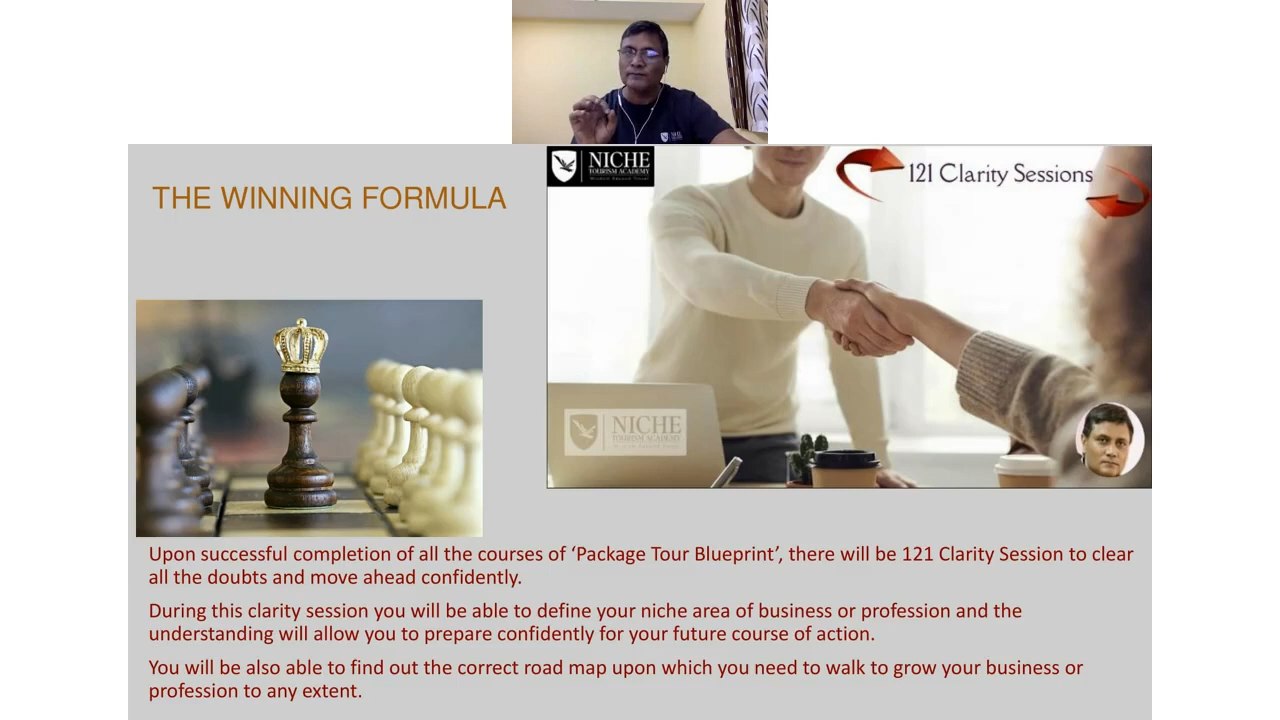 NICHE
TOURISM ACADEMY
121 Clarity Sessions
THE WINNING FORMULA
NICHE
TOURISM ACADEMY
Upon successful completion of all the courses of ‘Package Tour Blueprint’, there will be 121 Clarity Session to clear
all the doubts and move ahead confidently.
During this clarity session you will be able to define your niche area of business or profession and the
understanding will allow you to prepare confidently for your future course of action.
You will be also able to find out the correct road map upon which you need to walk to grow your business or
profession to any extent.